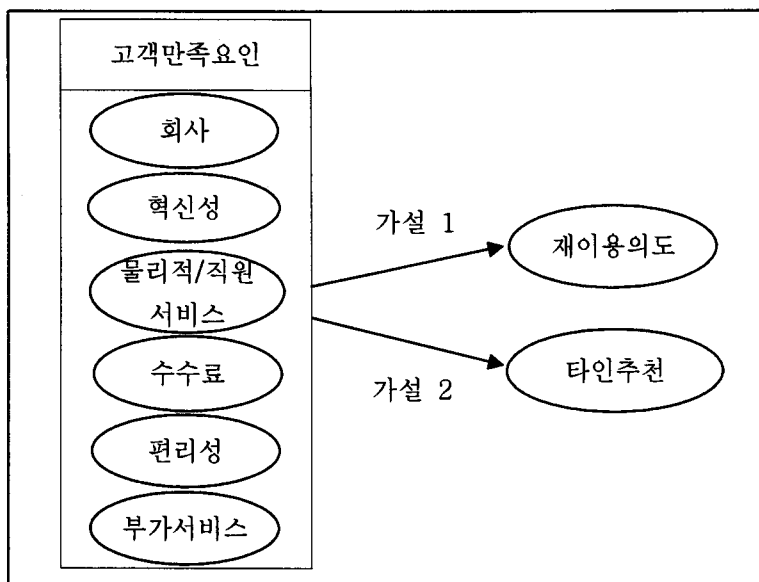 고객만족요인
회사
혁신성
물리적/직원
서비스
수수료
편리성
부가서비스
가설 1
재이용의도
가설 2
타인추천